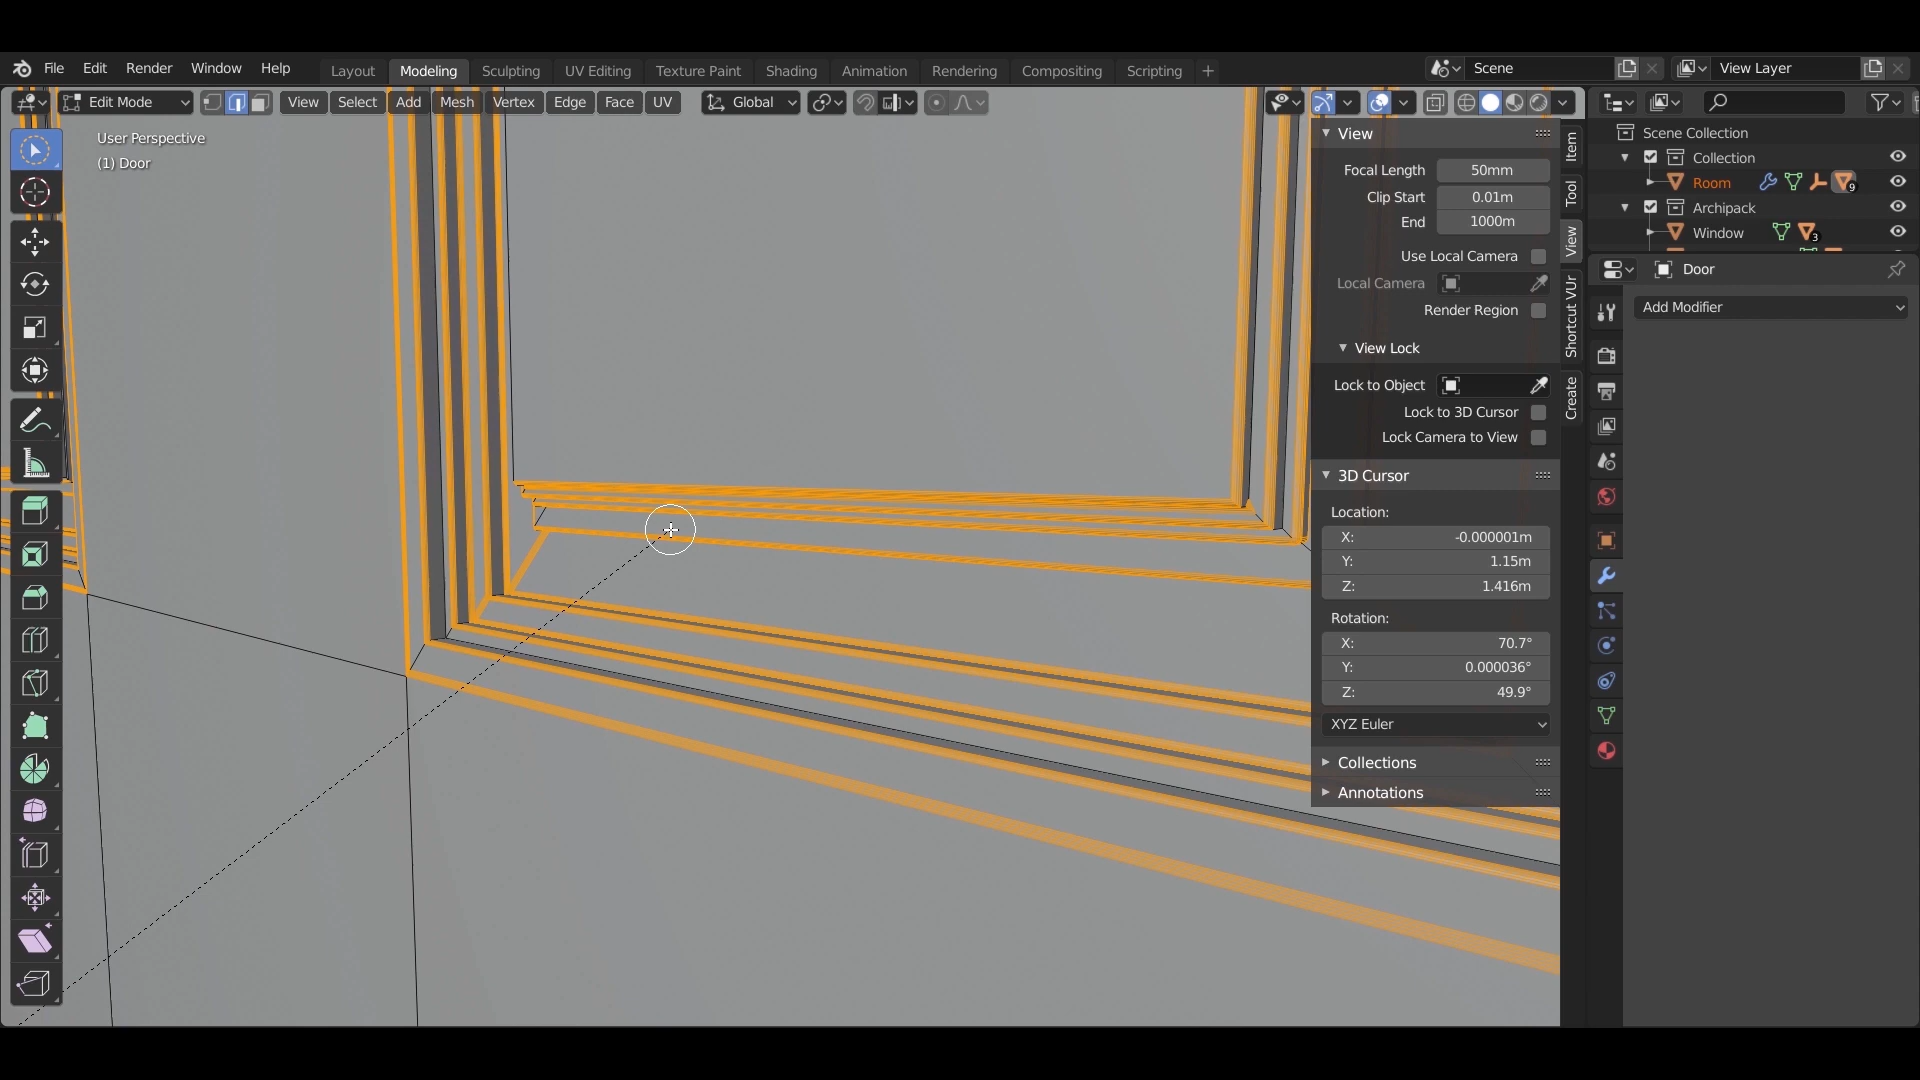 File Edit Render Window Help Layout Modeling Sculpting UV Editing Texture Paint Shading Animation Rendering Compositing Scripting + Scene View Layer
Edit Mode View Select Add Mesh Vertex Edge Face UV Global
User Perspective
(1) Door
View
Focal Length 50mm
Clip Start 0.01m
End 1000m
Use Local Camera
Local Camera
Render Region
View Lock
Lock to Object
Lock to 3D Cursor
Lock Camera to View
3D Cursor
Location:
X: -0.000001m
Y: 1.15m
Z: 1.416m
Rotation:
X: 70.7°
Y: 0.000036°
Z: 49.9°
XYZ Euler
Collections
Annotations
Item
Tool
View
Shortcut VUr
Create
Scene Collection
Collection
Room 9
Archipack
Window 3
Door
Add Modifier